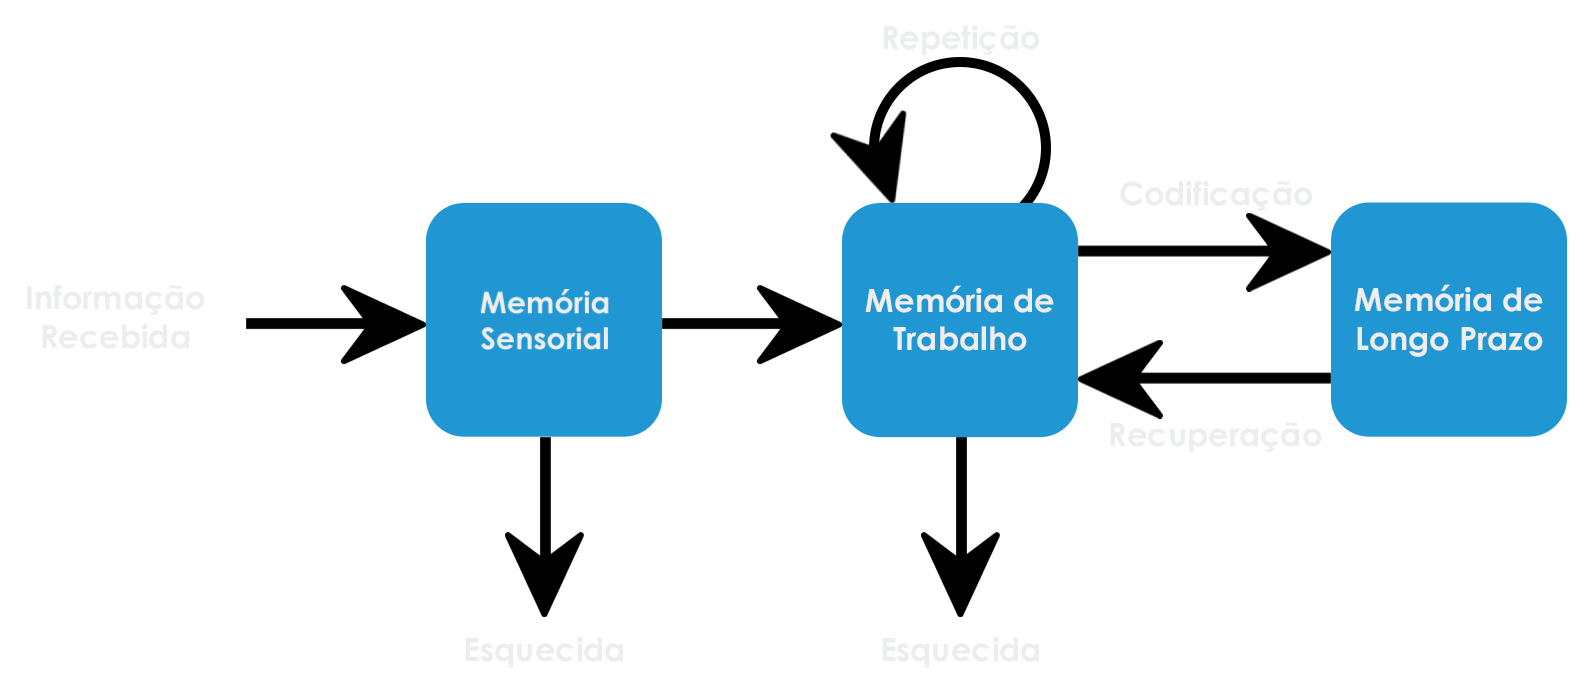 Repetição
Codificação
Informação
Recebida
Memória
Sensorial
Memória de
Trabalho
Memória de
Longo Prazo
Recuperação
Esquecida
Esquecida